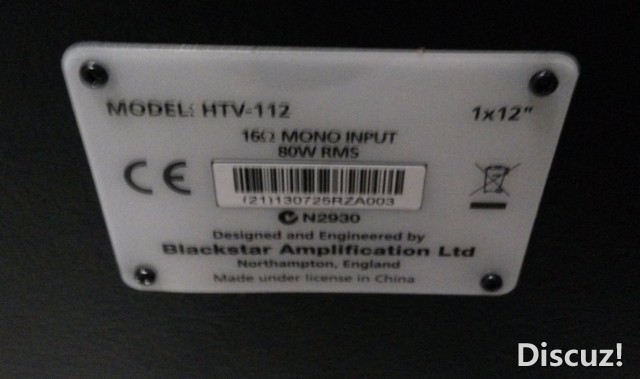 MODEL: HTV-112 1x12"
16Ω MONO INPUT
80W RMS
CE
(21)130725RZA003
N2930
Designed and Engineered by
Blackstar Amplification Ltd
Northampton, England
Made under license in China
Discuz!